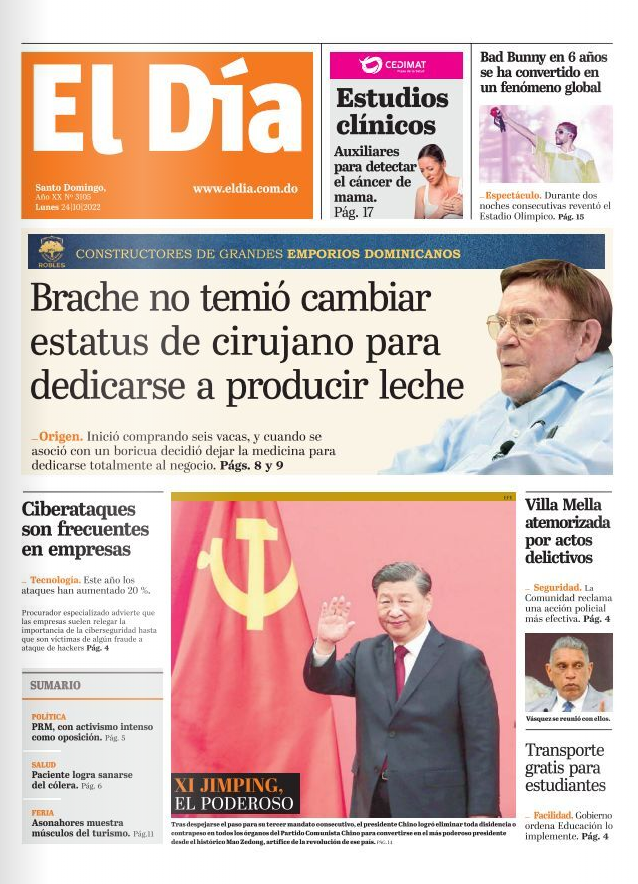 El Día
Santo Domingo,
Año XX Nº 5105
Lunes 24|10|2022
www.eldia.com.do
CEDIMAT
Estudios
clínicos
Auxiliares
para detectar
el cáncer de
mama.
Pág. 17
Bad Bunny en 6 años
se ha convertido en
un fenómeno global
Espectáculo. Durante dos
noches consecutivas reventó el
Estadio Olímpico. Pág. 15
ROBLES
CONSTRUCTORES DE GRANDES EMPORIOS DOMINICANOS
Brache no temió cambiar
estatus de cirujano para
dedicarse a producir leche
Origen. Inició comprando seis vacas, y cuando se
asoció con un boricua decidió dejar la medicina para
dedicarse totalmente al negocio. Págs. 8 y 9
Ciberataques
son frecuentes
en empresas
Tecnología. Este año los
ataques han aumentado 20 %.
Procurador especializado advierte que
las empresas suelen relegar la
importancia de la ciberseguridad hasta
que son víctimas de algún fraude a
ataque de hackers Pág. 4
SUMARIO
POLÍTICA
PRM, con activismo intenso
como oposición. Pág. 5
SALUD
Paciente logra sanarse
del cólera. Pág. 6
FERIA
Asonahores muestra
músculos del turismo. Pág.11
EFE
XI JIMPING,
EL PODEROSO
Tras despejarse el paso para su tercer mandato consecutivo, el presidente Chino logró eliminar toda disidencia o
contrapeso en todos los órganos del Partido Comunista Chino para convertirse en el más poderoso presidente
desde el histórico Mao Zedong, artífice de la revolución de ese país. PÁG.14
Villa Mella
atemorizada
por actos
delictivos
Seguridad. La
Comunidad reclama
una acción policial
más efectiva. Pág. 4
Vásquez se reunió con ellos.
Transporte
gratis para
estudiantes
Facilidad. Gobierno
ordena Educación lo
implemente. Pág. 4